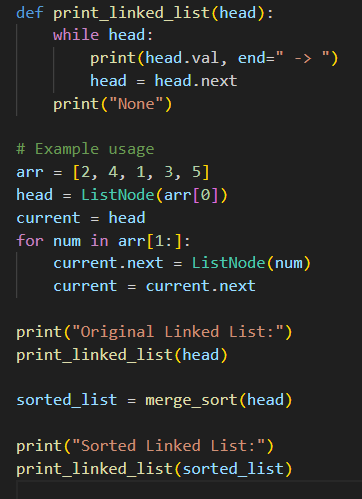 def print_linked_list(head):
    while head:
        print(head.val, end=" -> ")
        head = head.next
    print("None")

# Example usage
arr = [2, 4, 1, 3, 5]
head = ListNode(arr[0])
current = head
for num in arr[1:]:
    current.next = ListNode(num)
    current = current.next

print("Original Linked List:")
print_linked_list(head)

sorted_list = merge_sort(head)

print("Sorted Linked List:")
print_linked_list(sorted_list)